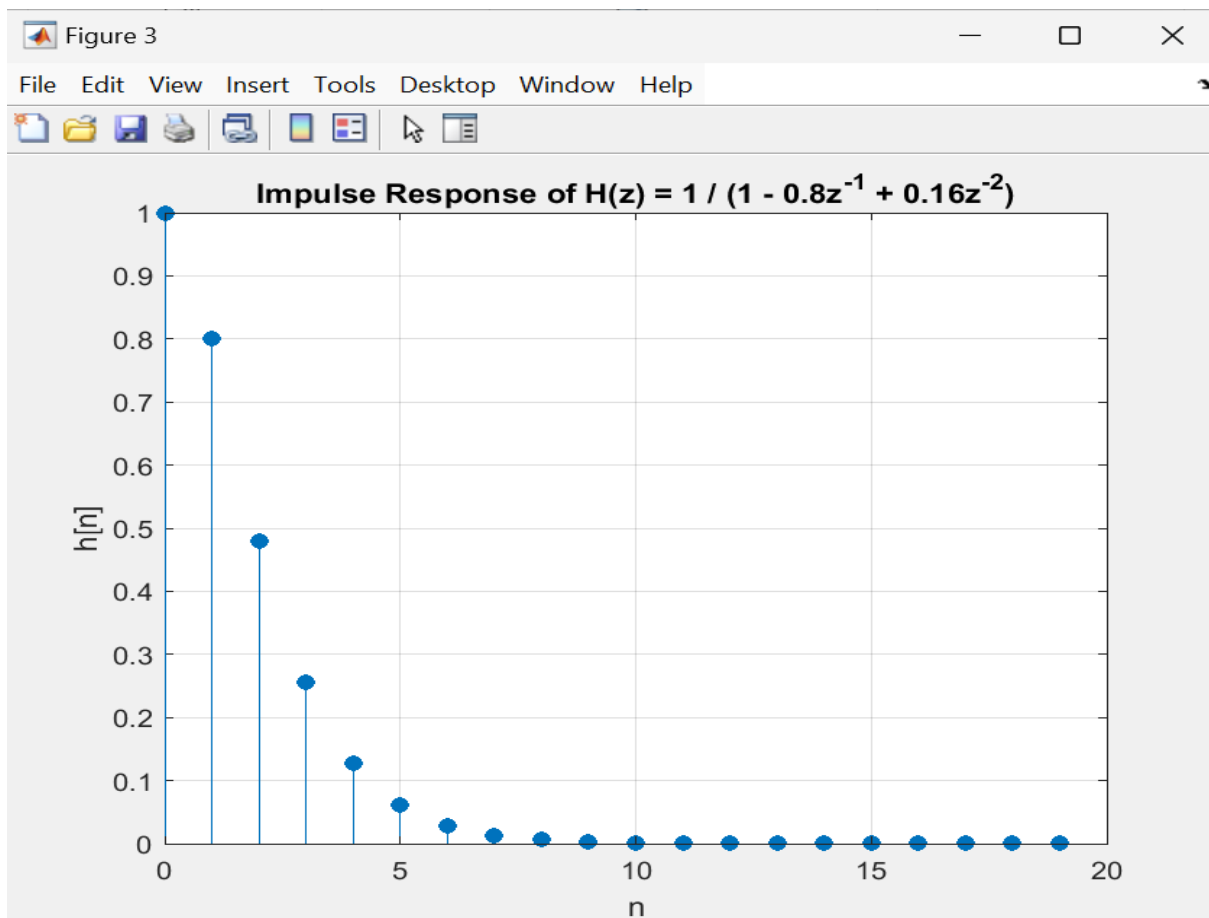 Figure 3
File Edit View Insert Tools Desktop Window Help
Impulse Response of H(z) = 1 / (1 - 0.8z^-1 + 0.16z^-2)
1
0.9
0.8
0.7
0.6
0.5
0.4
0.3
0.2
0.1
0
h[n]
0 5 10 15 20
n